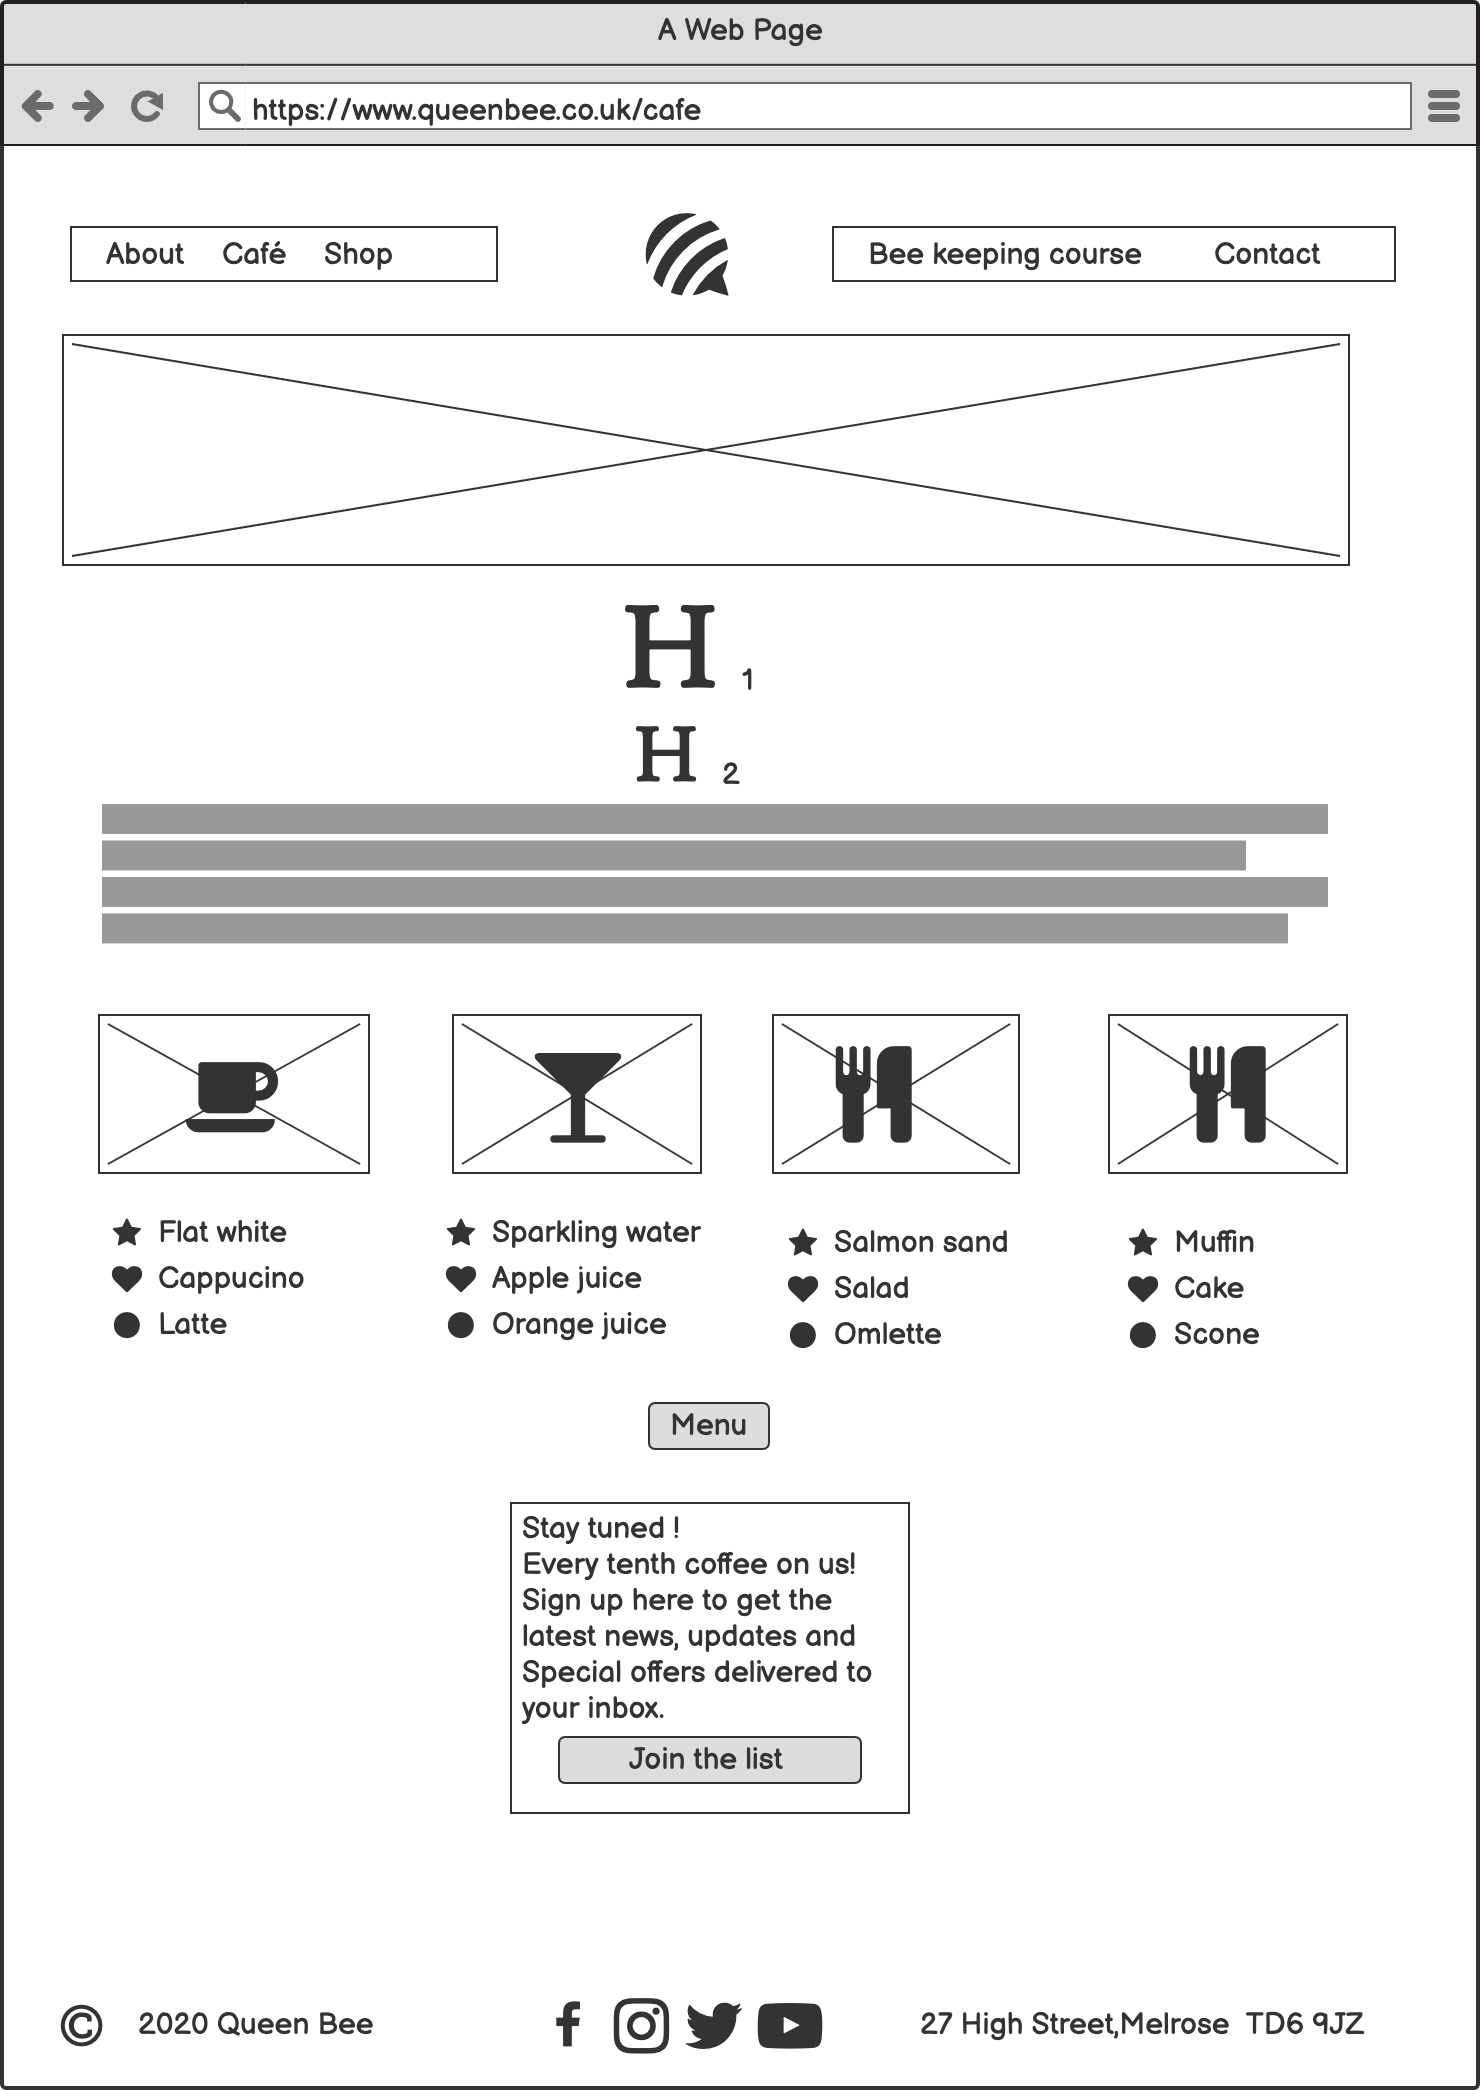 A Web Page
https://www.queenbee.co.uk/cafe
About Café Shop
Bee keeping course Contact
H 1
H 2
Flat white
Cappucino
Latte
Sparkling water
Apple juice
Orange juice
Salmon sand
Salad
Omlette
Muffin
Cake
Scone
Menu
Stay tuned !
Every tenth coffee on us!
Sign up here to get the
latest news, updates and
Special offers delivered to
your inbox.
Join the list
© 2020 Queen Bee
27 High Street,Melrose TD6 9JZ